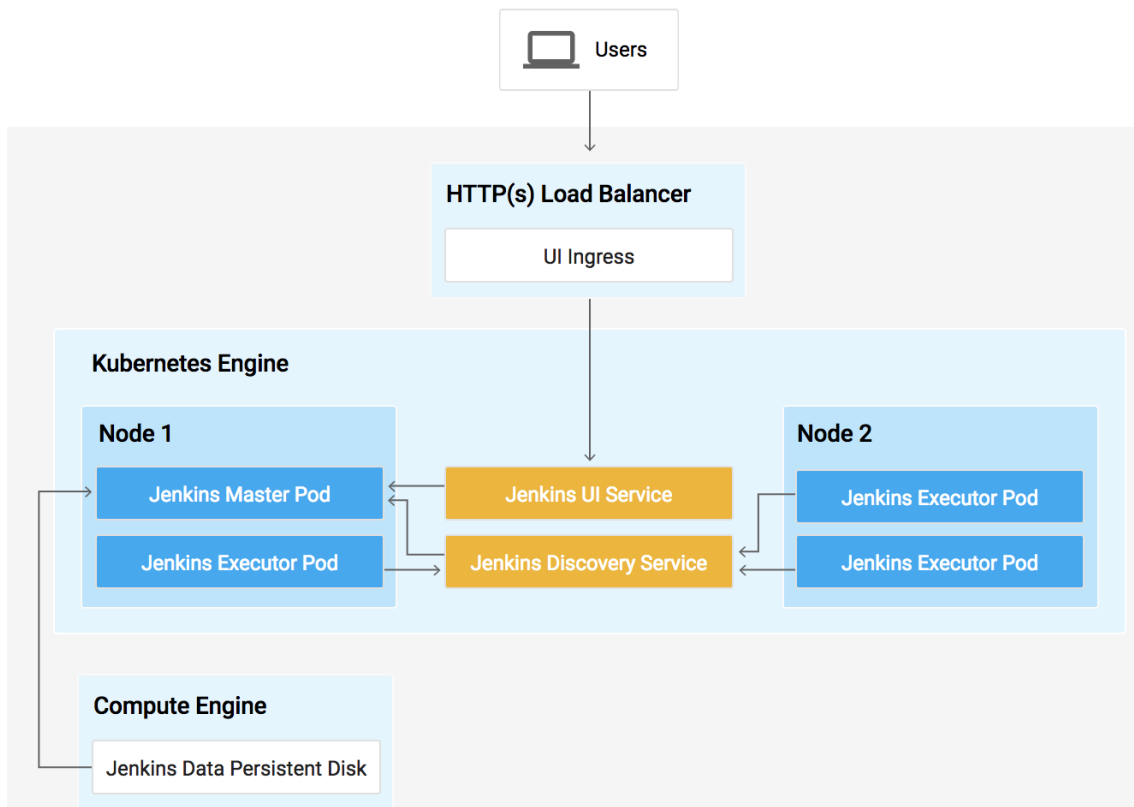 Users
HTTP(s) Load Balancer
UI Ingress
Kubernetes Engine
Node 1
Jenkins Master Pod
Jenkins Executor Pod
Jenkins UI Service
Jenkins Discovery Service
Node 2
Jenkins Executor Pod
Jenkins Executor Pod
Compute Engine
Jenkins Data Persistent Disk